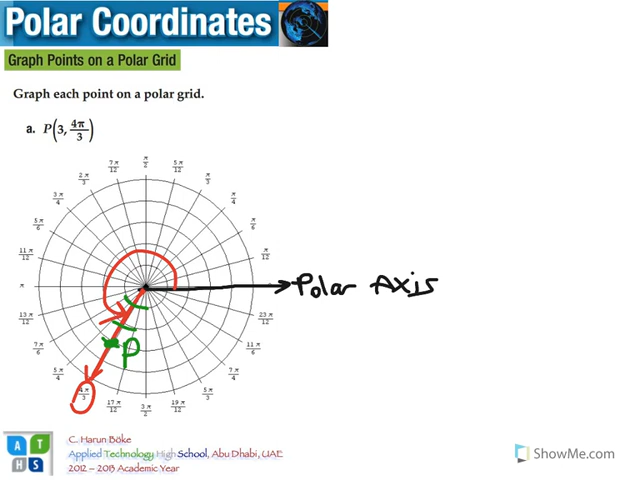 Polar Coordinates
Graph Points on a Polar Grid
Graph each point on a polar grid.
a. P(3, 4π/3)
π/2
7π/12
5π/12
2π/3
π/3
3π/4
π/4
5π/6
π/6
11π/12
π/12
π
Polar Axis
13π/12
23π/12
7π/6
11π/6
P
5π/4
7π/4
4π/3
5π/3
17π/12
3π/2
19π/12
A T
H S
C. Harun Böke
Applied Technology High School, Abu Dhabi, UAE
2012 – 2013 Academic Year
ShowMe.com